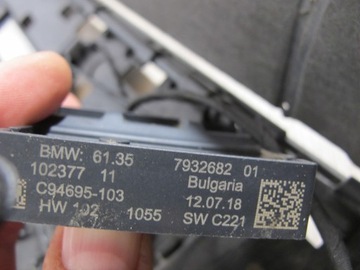 BMW: 61.35 7932682 01
102377 11 Bulgaria
C94695-103 12.07.18
HW 102 1055 SW C221